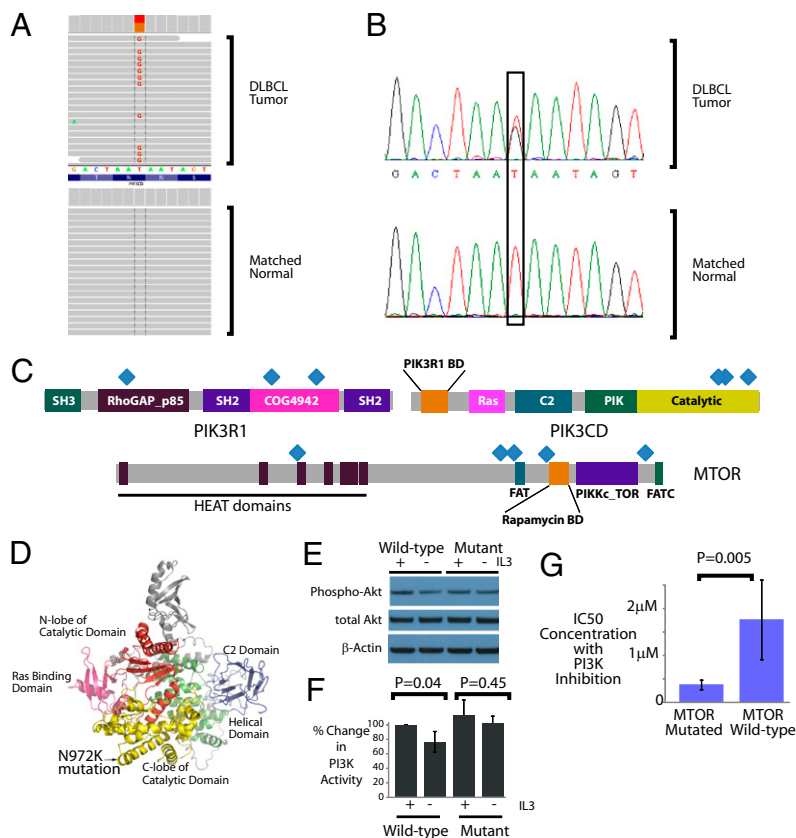 A
G
G
G
G
G
G
G
A
G
G
G
G A C T A A T A A T A G T
I N N S
PIK3CD
DLBCL
Tumor
Matched
Normal
B
G A C T A A T A A T A G T
DLBCL
Tumor
Matched
Normal
C
SH3 RhoGAP_p85 SH2 COG4942 SH2
PIK3R1
PIK3R1 BD
Ras C2 PIK Catalytic
PIK3CD
MTOR
HEAT domains
FAT PIKKc_TOR FATC
Rapamycin BD
D
N-lobe of
Catalytic Domain
Ras Binding
Domain
C2 Domain
Helical
Domain
N972K
mutation
C-lobe of
Catalytic Domain
E
Wild-type Mutant
+ - + - IL3
Phospho-Akt
total Akt
β-Actin
F
P=0.04 P=0.45
% Change
in
PI3K
Activity
100
80
60
40
20
0
+ - + - IL3
Wild-type Mutant
G
P=0.005
IC50
Concentration
with
PI3K
Inhibition
2µM
1µM
0
MTOR
Mutated
MTOR
Wild-type